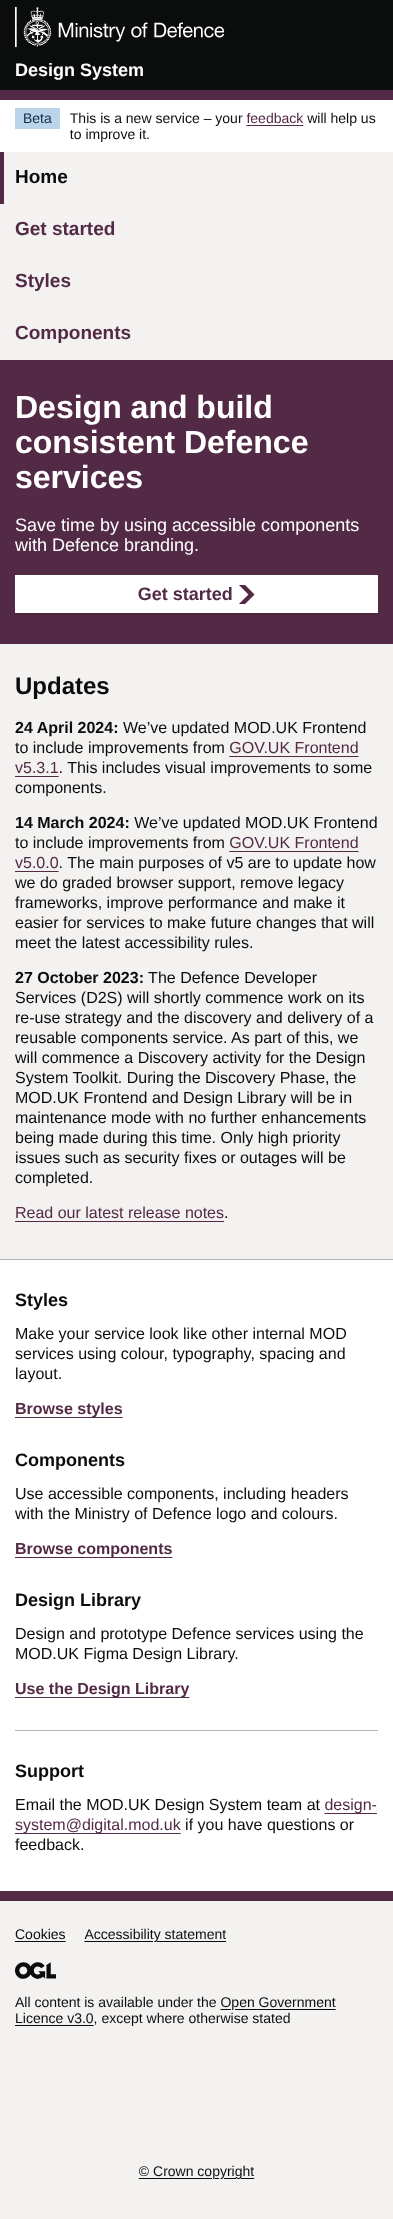 Ministry of Defence
Design System
Beta This is a new service – your feedback will help us
to improve it.
Home
Get started
Styles
Components
Design and build
consistent Defence
services
Save time by using accessible components
with Defence branding.
Get started
Updates
24 April 2024: We’ve updated MOD.UK Frontend
to include improvements from GOV.UK Frontend
v5.3.1. This includes visual improvements to some
components.
14 March 2024: We’ve updated MOD.UK Frontend
to include improvements from GOV.UK Frontend
v5.0.0. The main purposes of v5 are to update how
we do graded browser support, remove legacy
frameworks, improve performance and make it
easier for services to make future changes that will
meet the latest accessibility rules.
27 October 2023: The Defence Developer
Services (D2S) will shortly commence work on its
re-use strategy and the discovery and delivery of a
reusable components service. As part of this, we
will commence a Discovery activity for the Design
System Toolkit. During the Discovery Phase, the
MOD.UK Frontend and Design Library will be in
maintenance mode with no further enhancements
being made during this time. Only high priority
issues such as security fixes or outages will be
completed.
Read our latest release notes.
Styles
Make your service look like other internal MOD
services using colour, typography, spacing and
layout.
Browse styles
Components
Use accessible components, including headers
with the Ministry of Defence logo and colours.
Browse components
Design Library
Design and prototype Defence services using the
MOD.UK Figma Design Library.
Use the Design Library
Support
Email the MOD.UK Design System team at design-
system@digital.mod.uk if you have questions or
feedback.
Cookies Accessibility statement
OGL
All content is available under the Open Government
Licence v3.0, except where otherwise stated
© Crown copyright